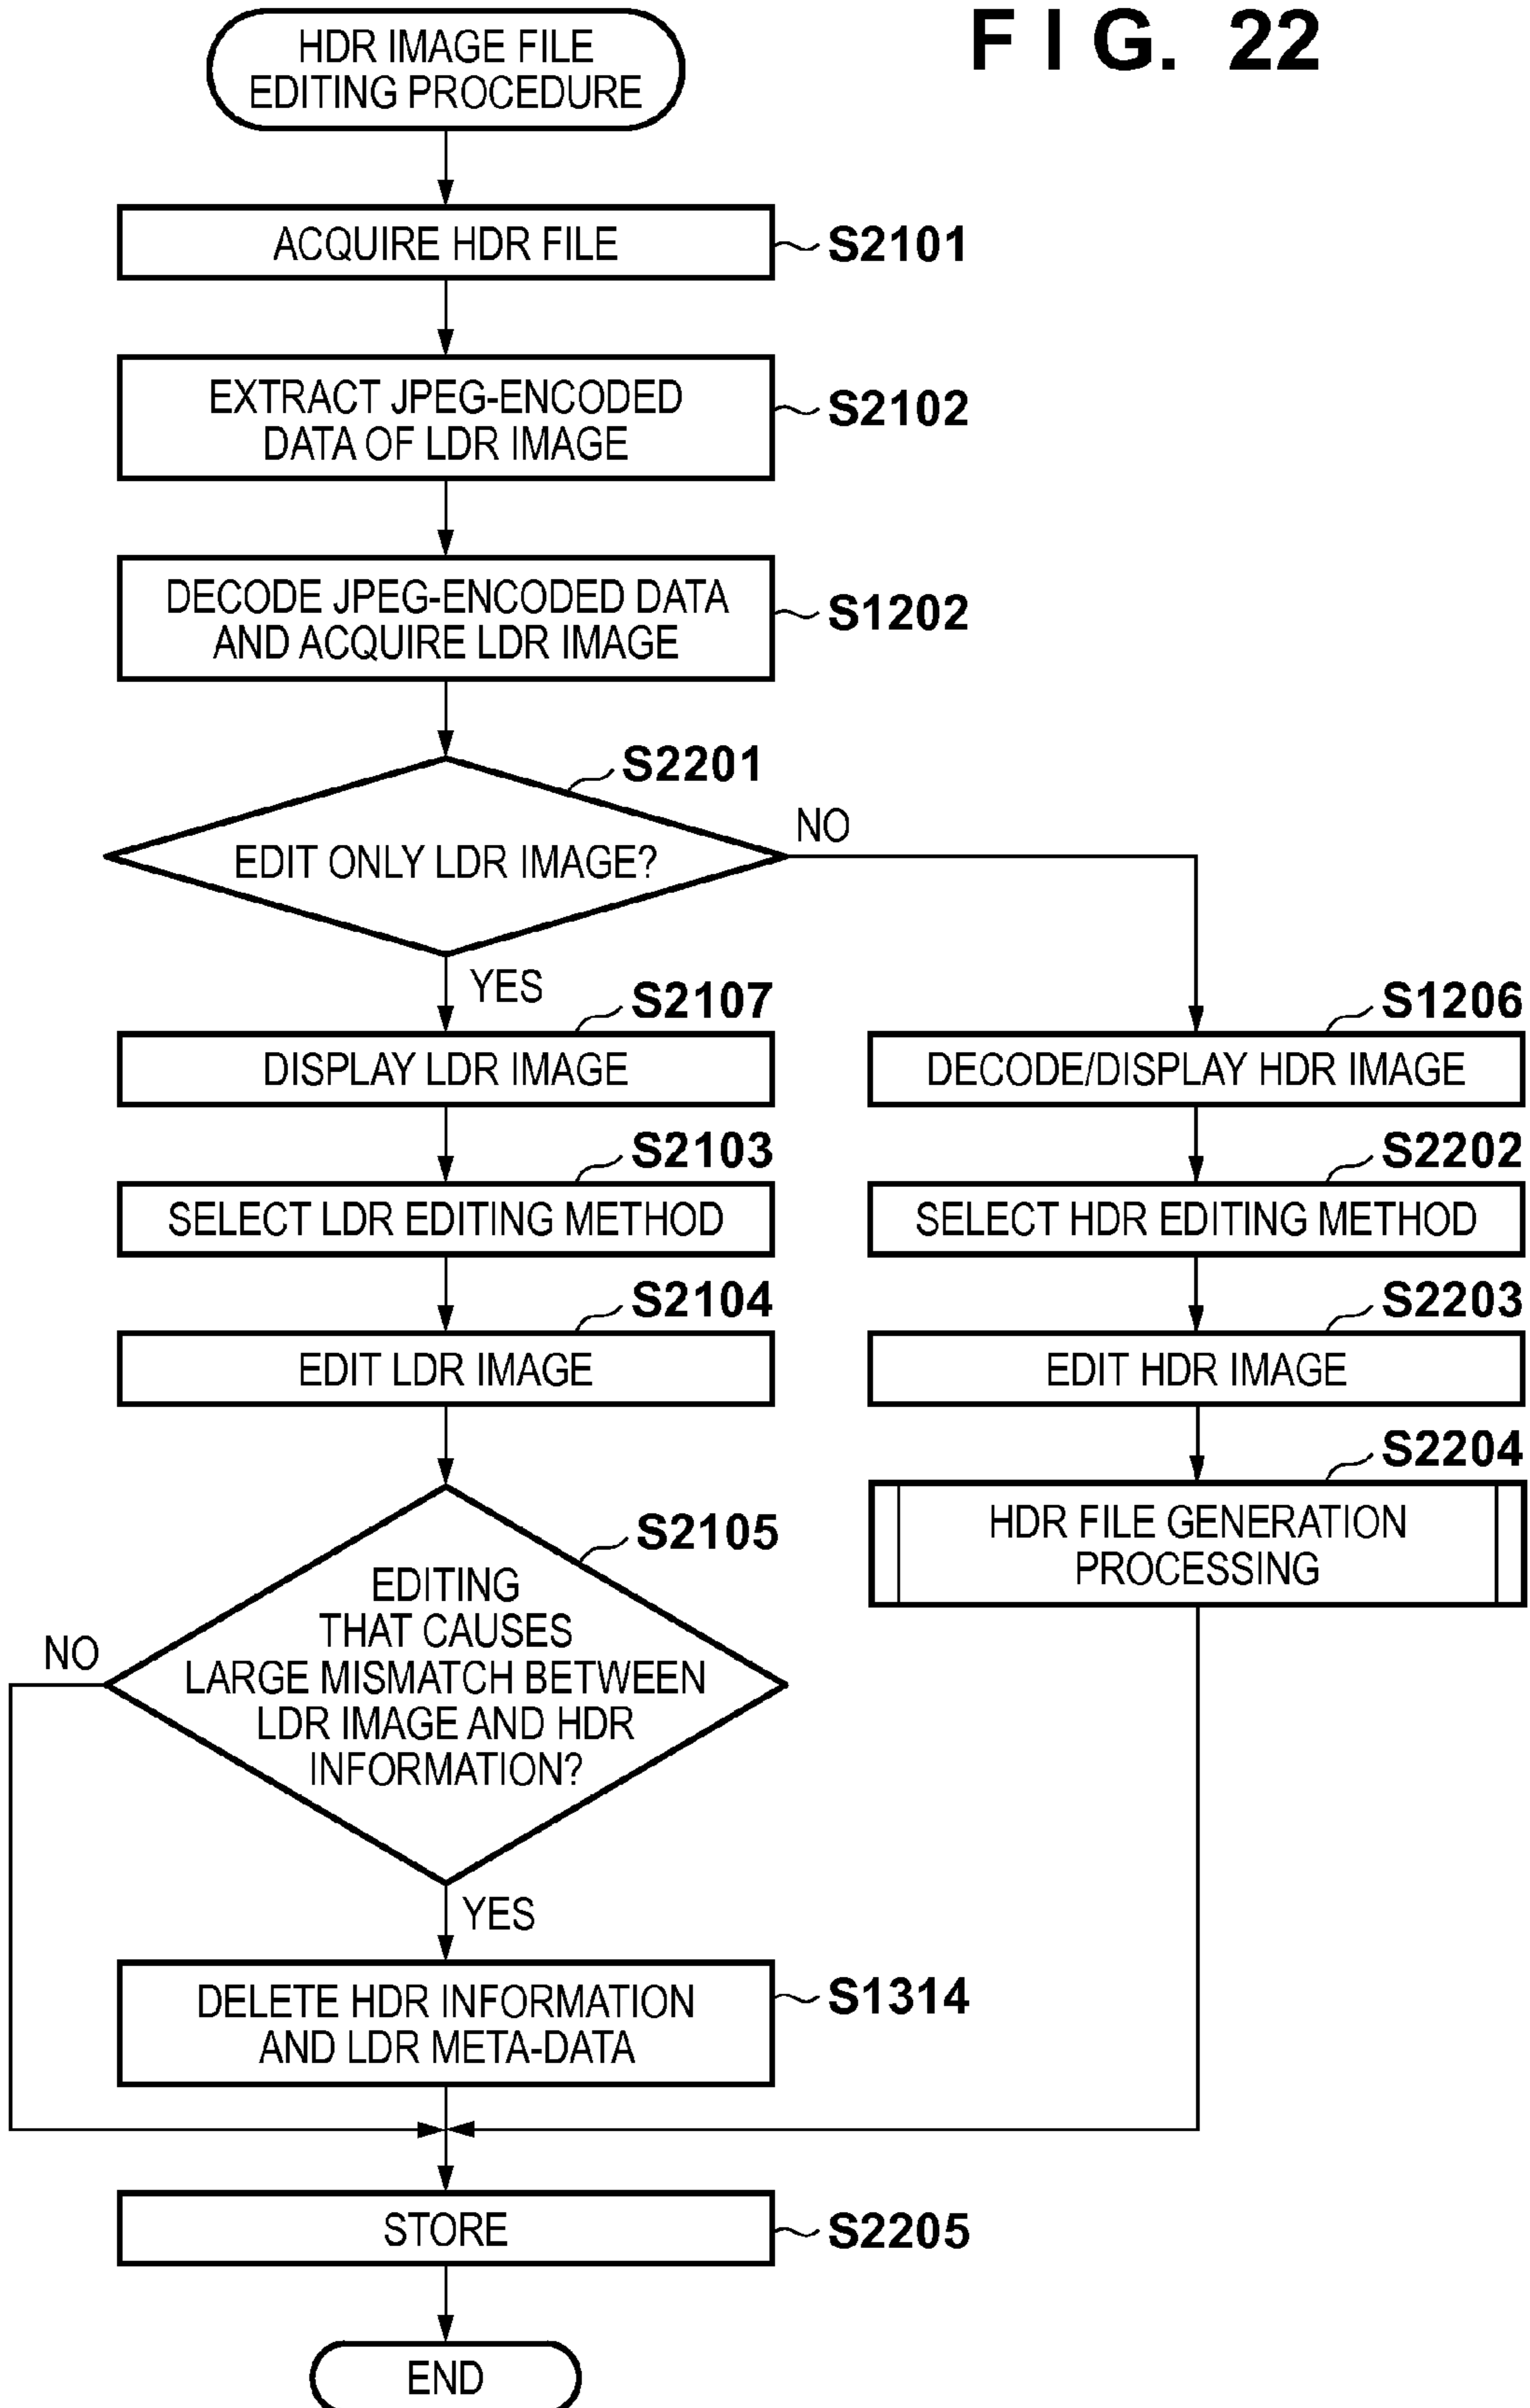 FIG. 22
HDR IMAGE FILE
EDITING PROCEDURE
ACQUIRE HDR FILE
S2101
EXTRACT JPEG-ENCODED
DATA OF LDR IMAGE
S2102
DECODE JPEG-ENCODED DATA
AND ACQUIRE LDR IMAGE
S1202
S2201
EDIT ONLY LDR IMAGE?
NO
YES
S2107
DISPLAY LDR IMAGE
S1206
DECODE/DISPLAY HDR IMAGE
S2103
SELECT LDR EDITING METHOD
S2202
SELECT HDR EDITING METHOD
S2104
EDIT LDR IMAGE
S2203
EDIT HDR IMAGE
S2204
HDR FILE GENERATION
PROCESSING
S2105
EDITING
THAT CAUSES
LARGE MISMATCH BETWEEN
LDR IMAGE AND HDR
INFORMATION?
NO
YES
DELETE HDR INFORMATION
AND LDR META-DATA
S1314
STORE
S2205
END